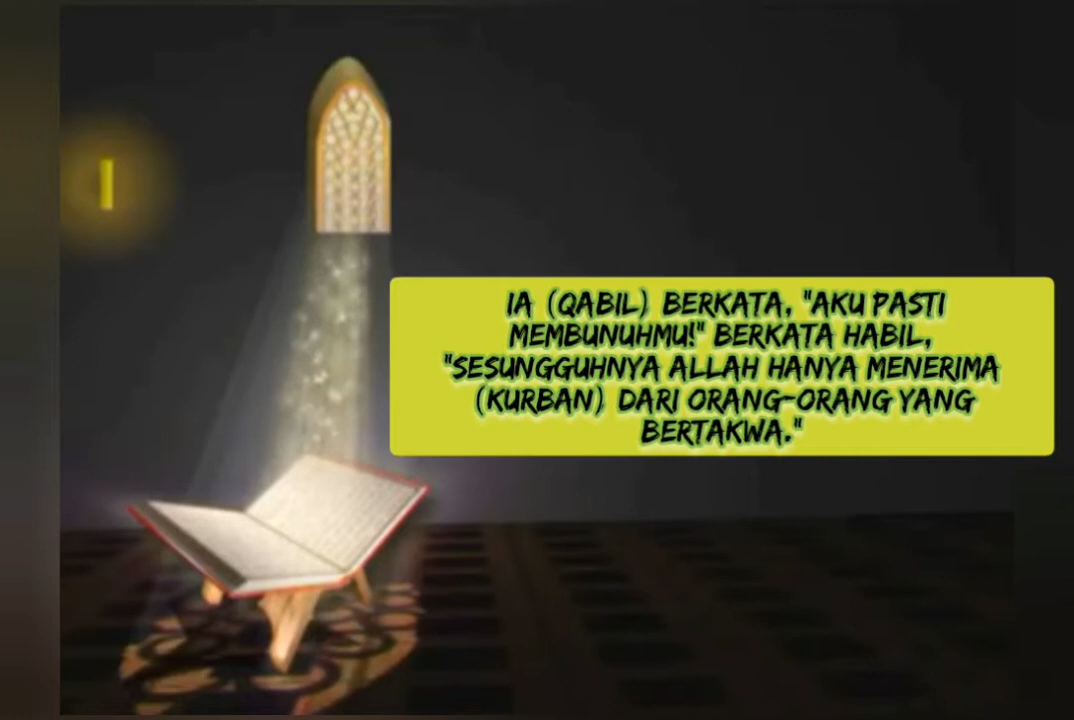 I
IA (QABIL) BERKATA, "AKU PASTI
MEMBUNUHMU!" BERKATA HABIL,
"SESUNGGUHNYA ALLAH HANYA MENERIMA
(KURBAN) DARI ORANG-ORANG YANG
BERTAKWA."